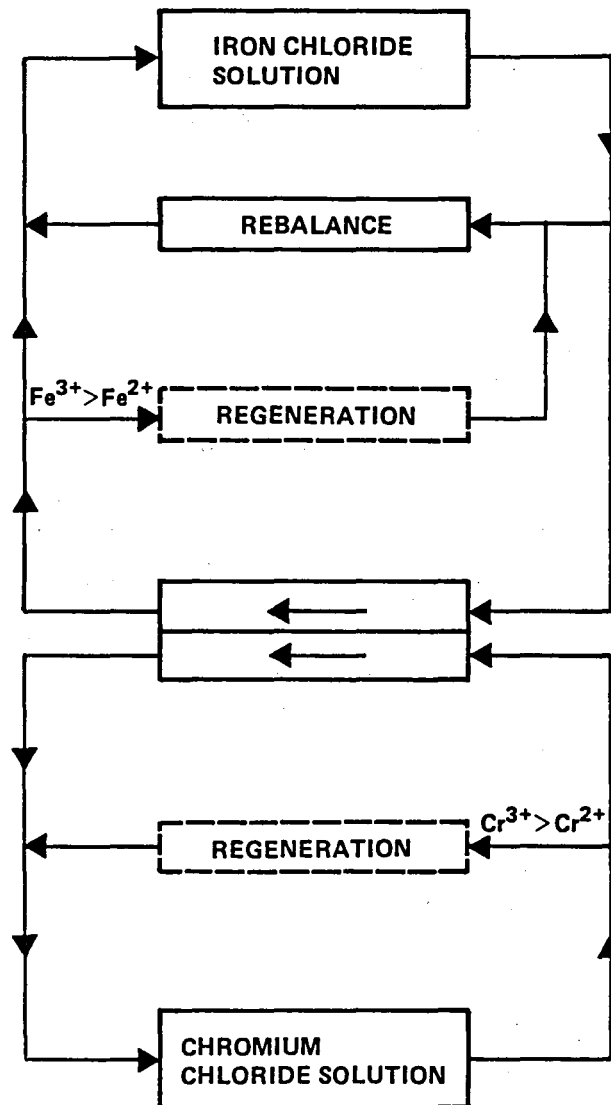 IRON CHLORIDE
SOLUTION
REBALANCE
Fe³⁺>Fe²⁺
REGENERATION
Cr³⁺>Cr²⁺
REGENERATION
CHROMIUM
CHLORIDE SOLUTION